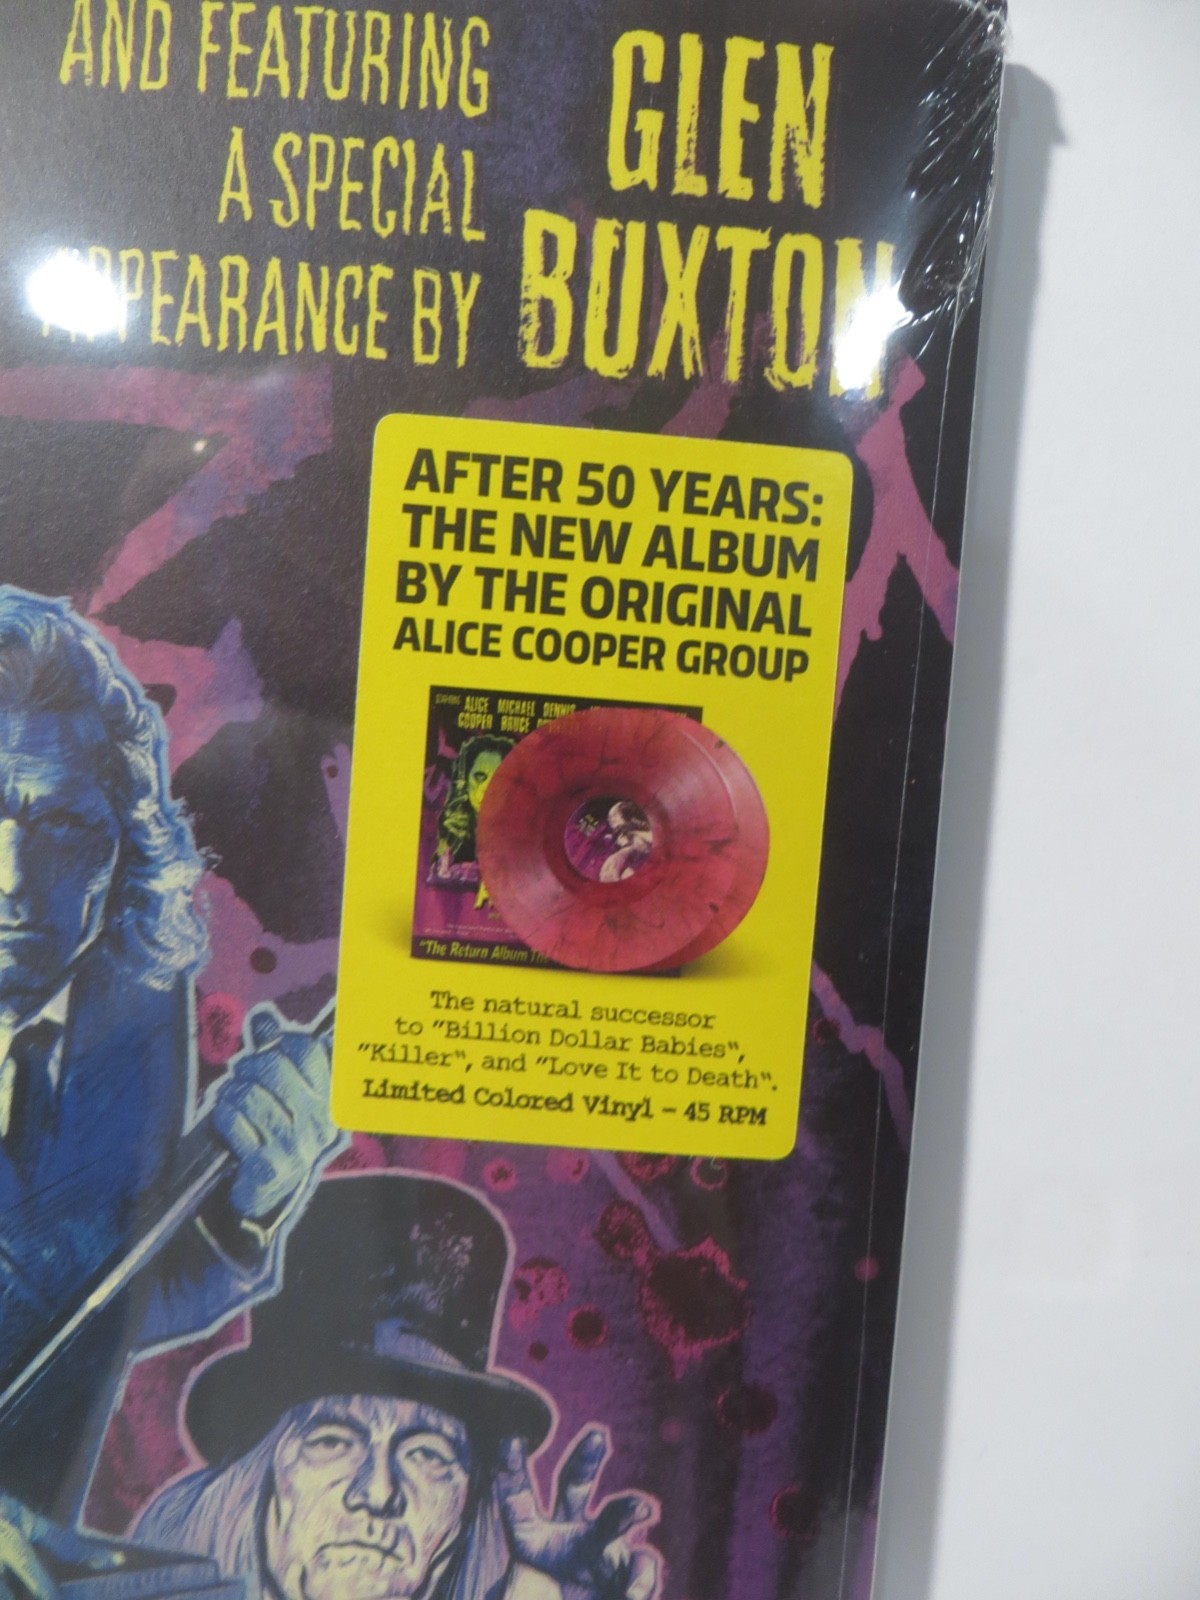 AND FEATURING
A SPECIAL
APPEARANCE BY
GLEN
BUXTON
AFTER 50 YEARS:
THE NEW ALBUM
BY THE ORIGINAL
ALICE COOPER GROUP
ALICE MICHAEL DENNIS
COOPER BRUCE
"The Return Album
The natural successor
to "Billion Dollar Babies",
"Killer", and "Love It to Death".
Limited Colored Vinyl - 45 RPM